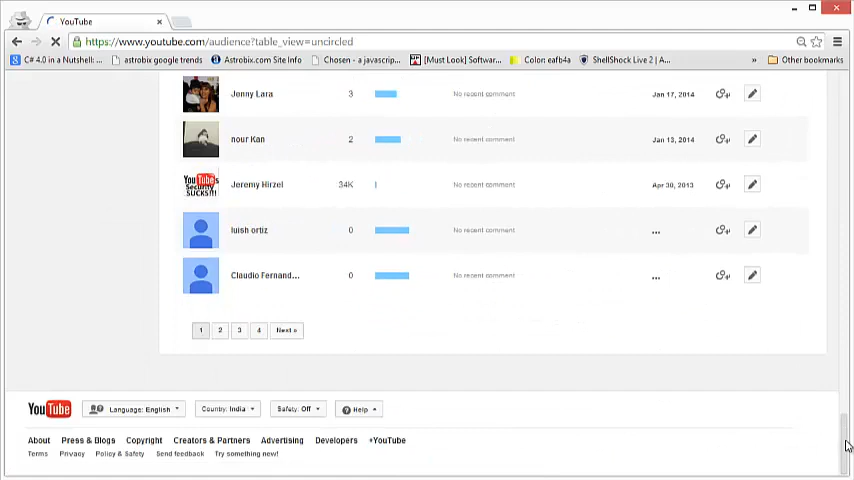 YouTube
https://www.youtube.com/audience?table_view=uncircled
C# 4.0 in a Nutshell: ... astrobix google trends Astrobix.com Site Info Chosen - a javascrip... [Must Look] Softwar... Color: eafb4a ShellShock Live 2 | A... » Other bookmarks
Jenny Lara 3 No recent comment Jan 17, 2014
nour Kan 2 No recent comment Jan 13, 2014
YouTube's Security SUCKS!!! Jeremy Hirzel 34K No recent comment Apr 30, 2013
luish ortiz 0 No recent comment ...
Claudio Fernand... 0 No recent comment ...
1 2 3 4 Next »
YouTube Language: English Country: India Safety: Off Help
About Press & Blogs Copyright Creators & Partners Advertising Developers +YouTube
Terms Privacy Policy & Safety Send feedback Try something new!